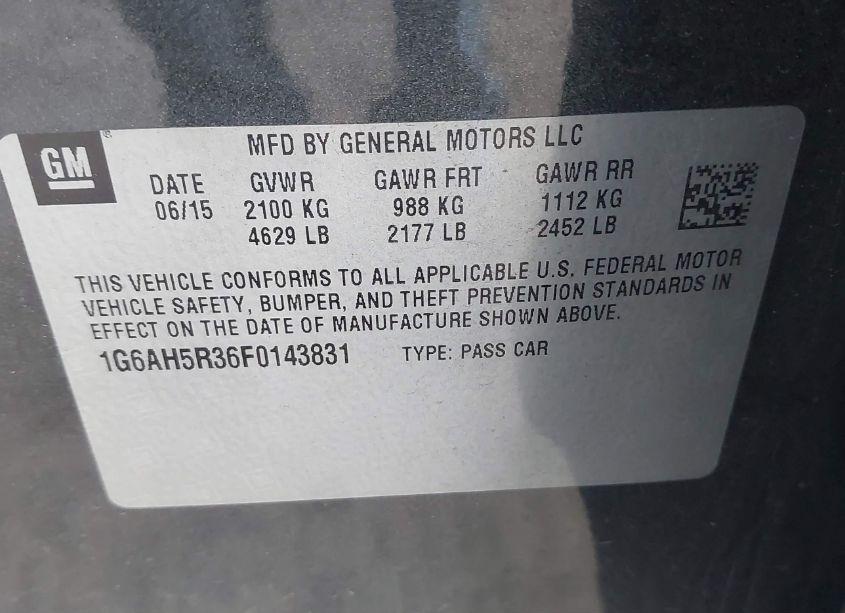 GM
MFD BY GENERAL MOTORS LLC
DATE GVWR GAWR FRT GAWR RR
06/15 2100 KG 988 KG 1112 KG
4629 LB 2177 LB 2452 LB
THIS VEHICLE CONFORMS TO ALL APPLICABLE U.S. FEDERAL MOTOR
VEHICLE SAFETY, BUMPER, AND THEFT PREVENTION STANDARDS IN
EFFECT ON THE DATE OF MANUFACTURE SHOWN ABOVE.
1G6AH5R36F0143831 TYPE: PASS CAR